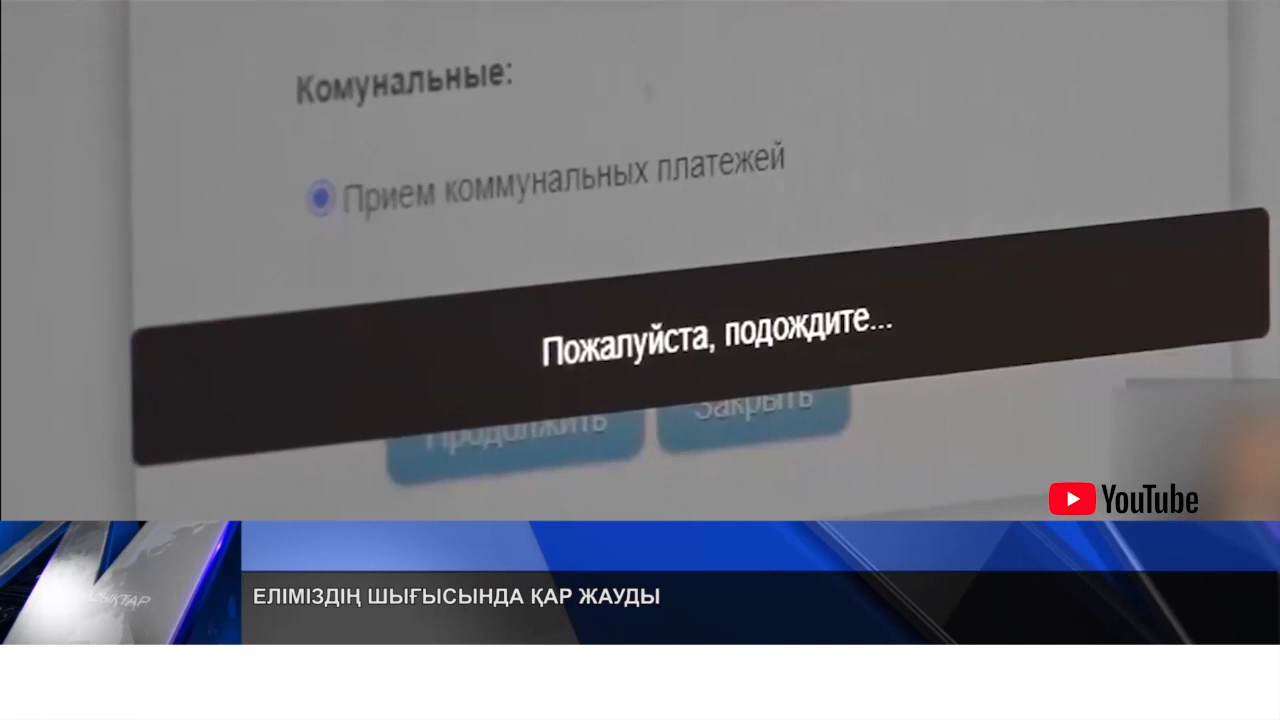 Комунальные:
Прием коммунальных платежей
Пожалуйста, подождите...
Продолжить
Закрыть
YouTube
ЕЛІМІЗДІҢ ШЫҒЫСЫНДА ҚАР ЖАУДЫ